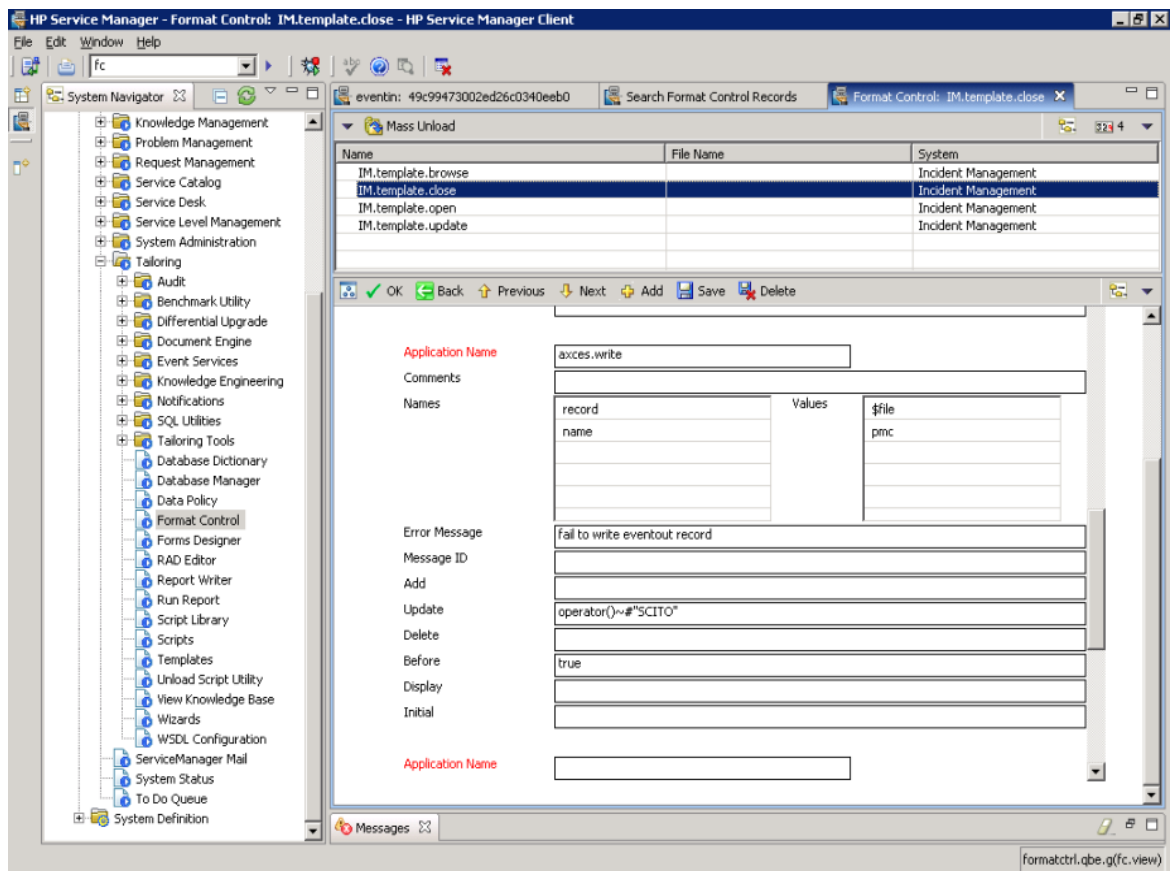 HP Service Manager - Format Control: IM.template.close - HP Service Manager Client
File Edit Window Help
fc
System Navigator
eventin: 49c99473002ed26c0340eeb0
Search Format Control Records
Format Control: IM.template.close
Knowledge Management
Problem Management
Request Management
Service Catalog
Service Desk
Service Level Management
System Administration
Tailoring
Audit
Benchmark Utility
Differential Upgrade
Document Engine
Event Services
Knowledge Engineering
Notifications
SQL Utilities
Tailoring Tools
Database Dictionary
Database Manager
Data Policy
Format Control
Forms Designer
RAD Editor
Report Writer
Run Report
Script Library
Scripts
Templates
Unload Script Utility
View Knowledge Base
Wizards
WSDL Configuration
ServiceManager Mail
System Status
To Do Queue
System Definition
Mass Unload
4
Name File Name System
IM.template.browse Incident Management
IM.template.close Incident Management
IM.template.open Incident Management
IM.template.update Incident Management
OK Back Previous Next Add Save Delete
Application Name axces.write
Comments
Names record Values $file
name pmc
Error Message fail to write eventout record
Message ID
Add
Update operator()~#"SCITO"
Delete
Before true
Display
Initial
Application Name
Messages
formatctrl.qbe.g(fc.view)